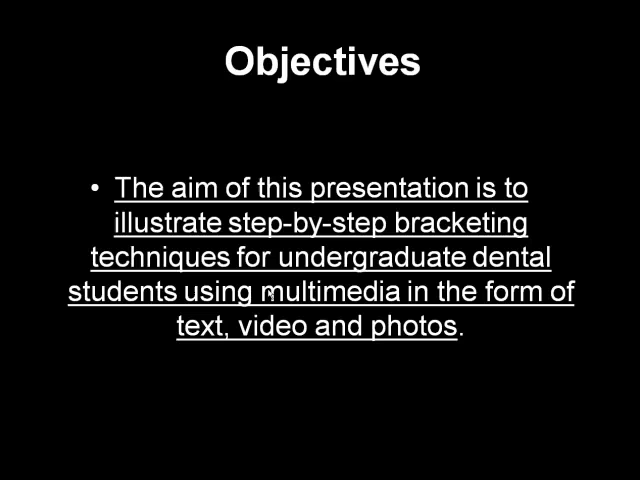 Objectives
• The aim of this presentation is to
illustrate step-by-step bracketing
techniques for undergraduate dental
students using multimedia in the form of
text, video and photos.